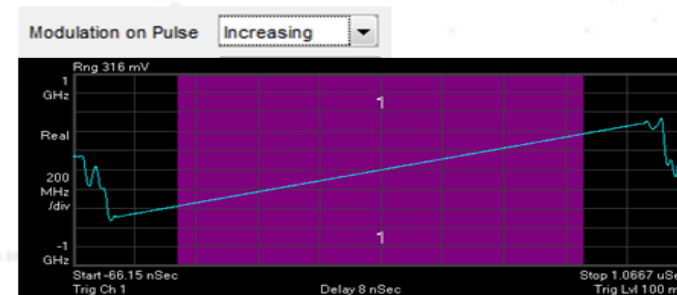 Modulation on Pulse Increasing
Rng 316 mV
1
GHz
1
Real
200
MHz
/div
1
-1
GHz
Start -66.15 nSec Stop 1.0667 uSe
Trig Ch 1 Delay 8 nSec Trig Lvl 100 m